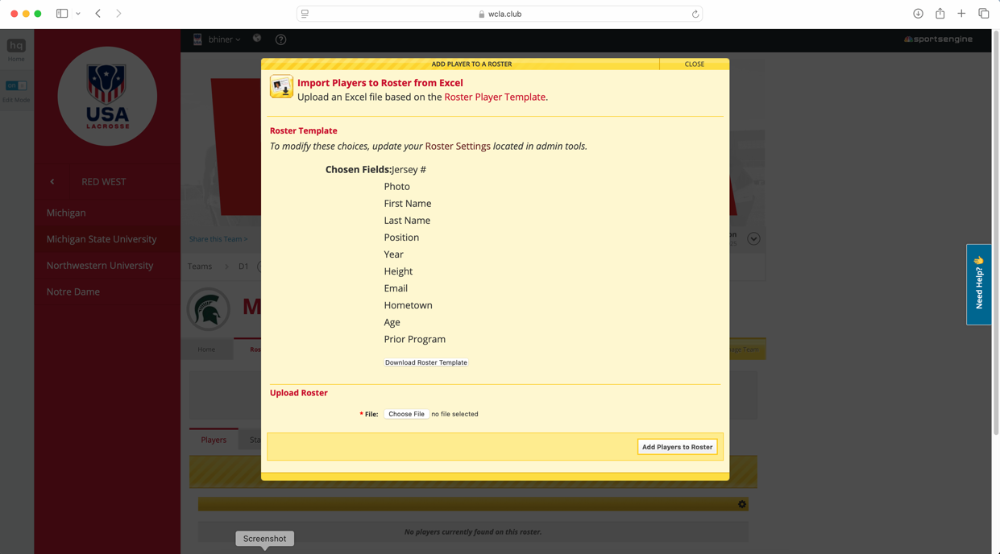 wcla.club
hq
Home
on
Edit Mode
bhiner
?
sportsengine
ADD PLAYER TO A ROSTER
CLOSE
Import Players to Roster from Excel
Upload an Excel file based on the Roster Player Template.
Roster Template
To modify these choices, update your Roster Settings located in admin tools.
Chosen Fields:Jersey #
Photo
First Name
Last Name
Position
Year
Height
Email
Hometown
Age
Prior Program
Download Roster Template
Upload Roster
* File: Choose File no file selected
Add Players to Roster
USA
LACROSSE
RED WEST
Michigan
Michigan State University
Northwestern University
Notre Dame
Share this Team >
Teams > D1
M
Home
Ros
age Team
Players
Sta
No players currently found on this roster.
Need Help? 👋
Screenshot